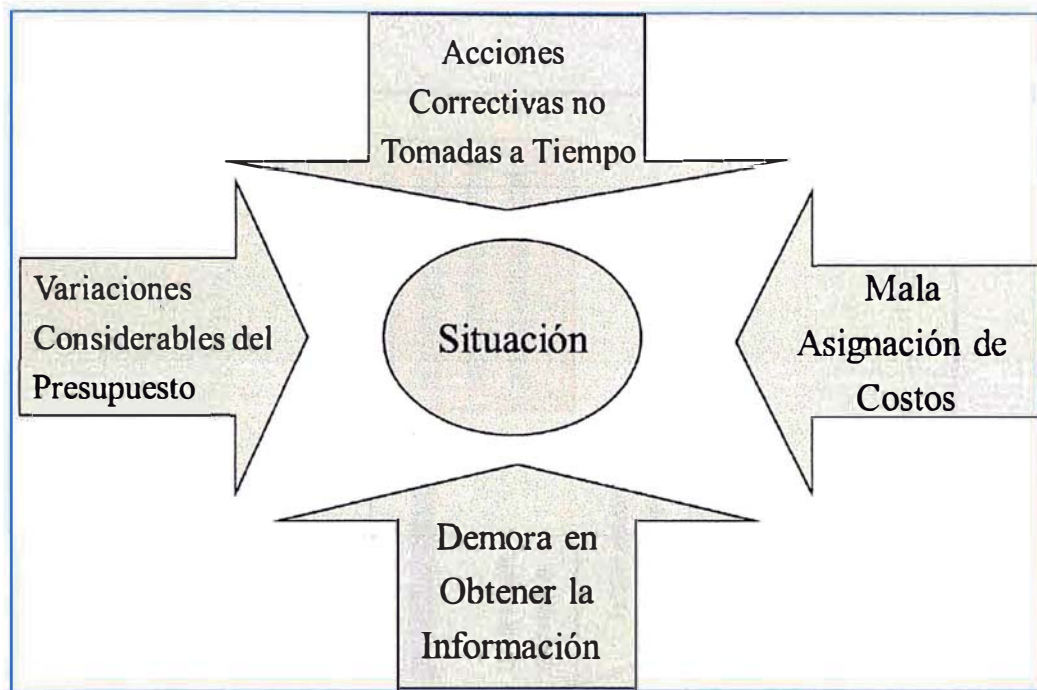 Acciones
Correctivas no
Tomadas a Tiempo
Variaciones
Considerables del
Presupuesto
Situación
Mala
Asignación de
Costos
Demora en
Obtener la
Información